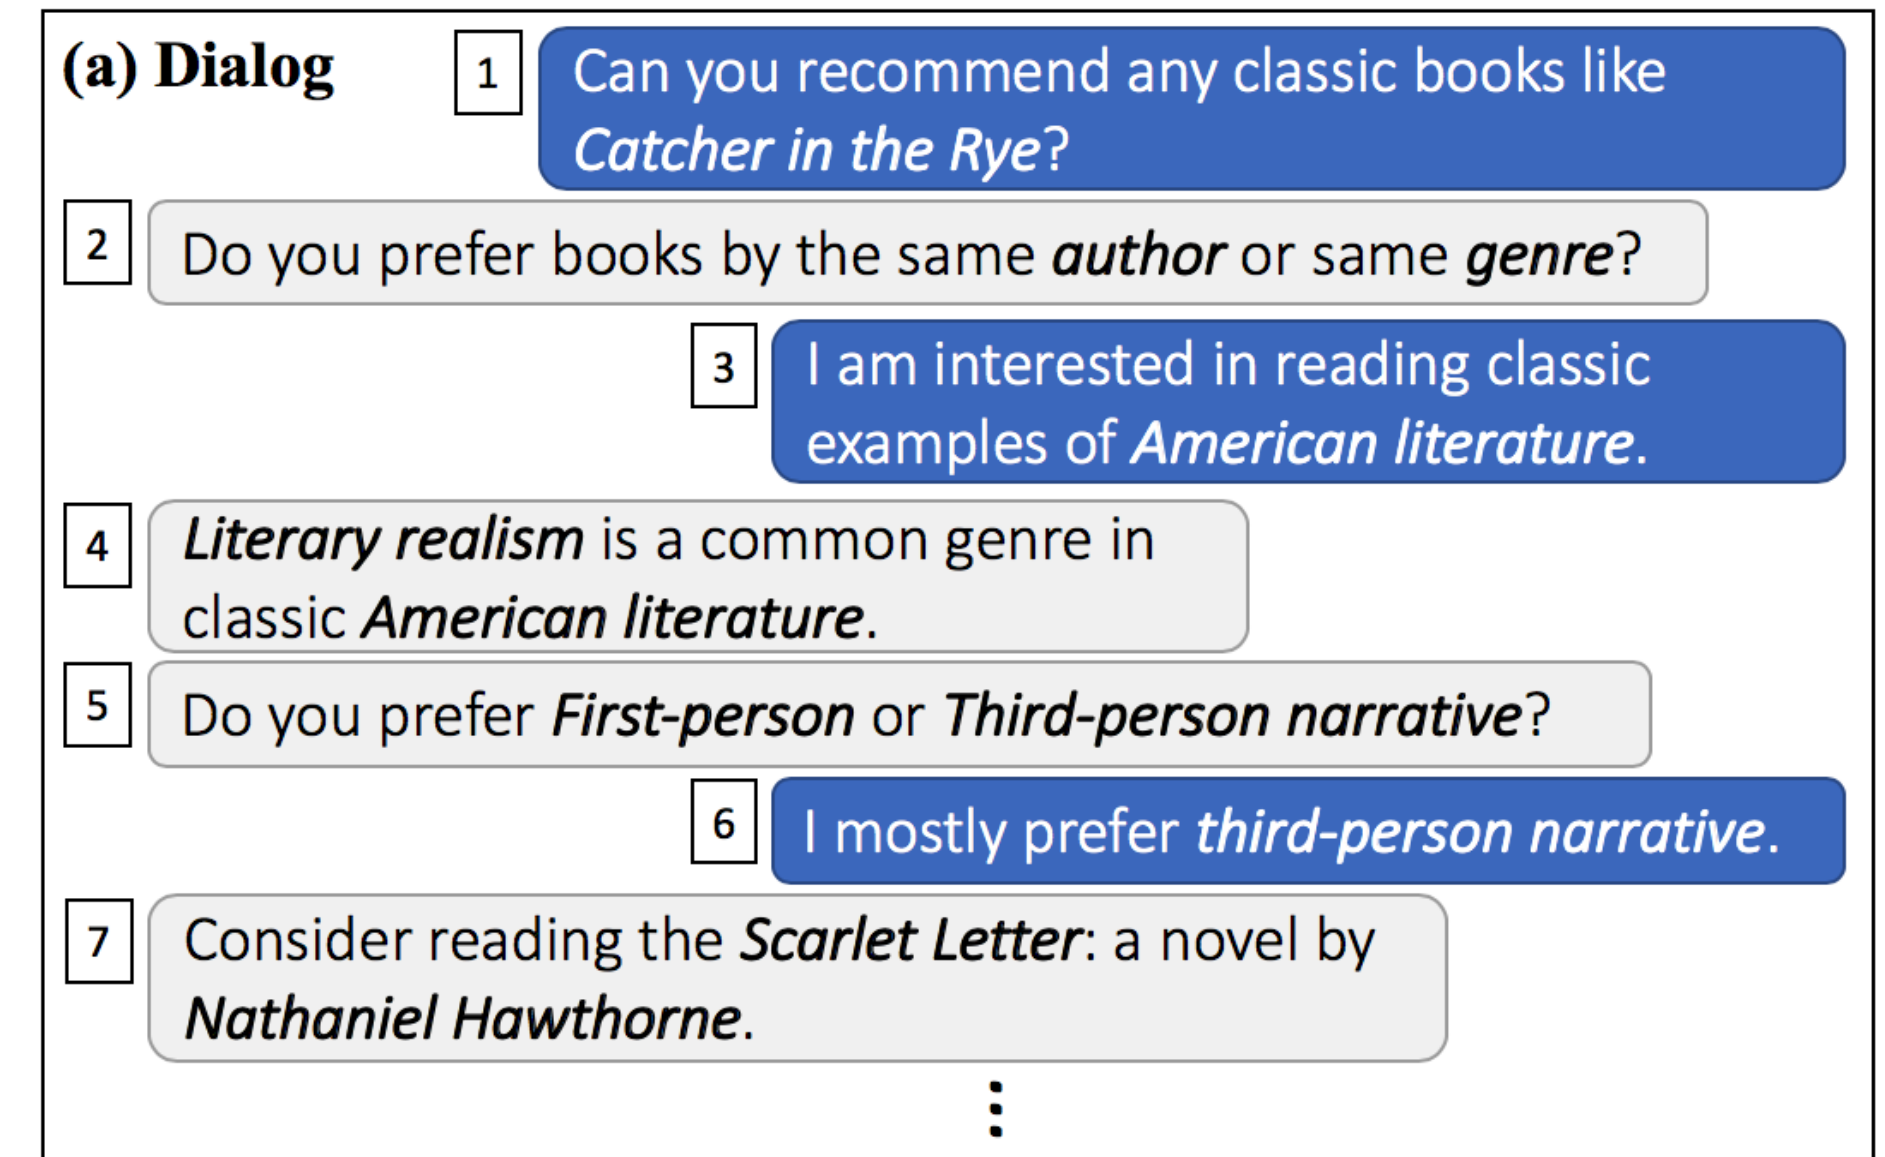 (a) Dialog
1
Can you recommend any classic books like
Catcher in the Rye?
2
Do you prefer books by the same author or same genre?
3
I am interested in reading classic
examples of American literature.
4
Literary realism is a common genre in
classic American literature.
5
Do you prefer First-person or Third-person narrative?
6
I mostly prefer third-person narrative.
7
Consider reading the Scarlet Letter: a novel by
Nathaniel Hawthorne.
⋮